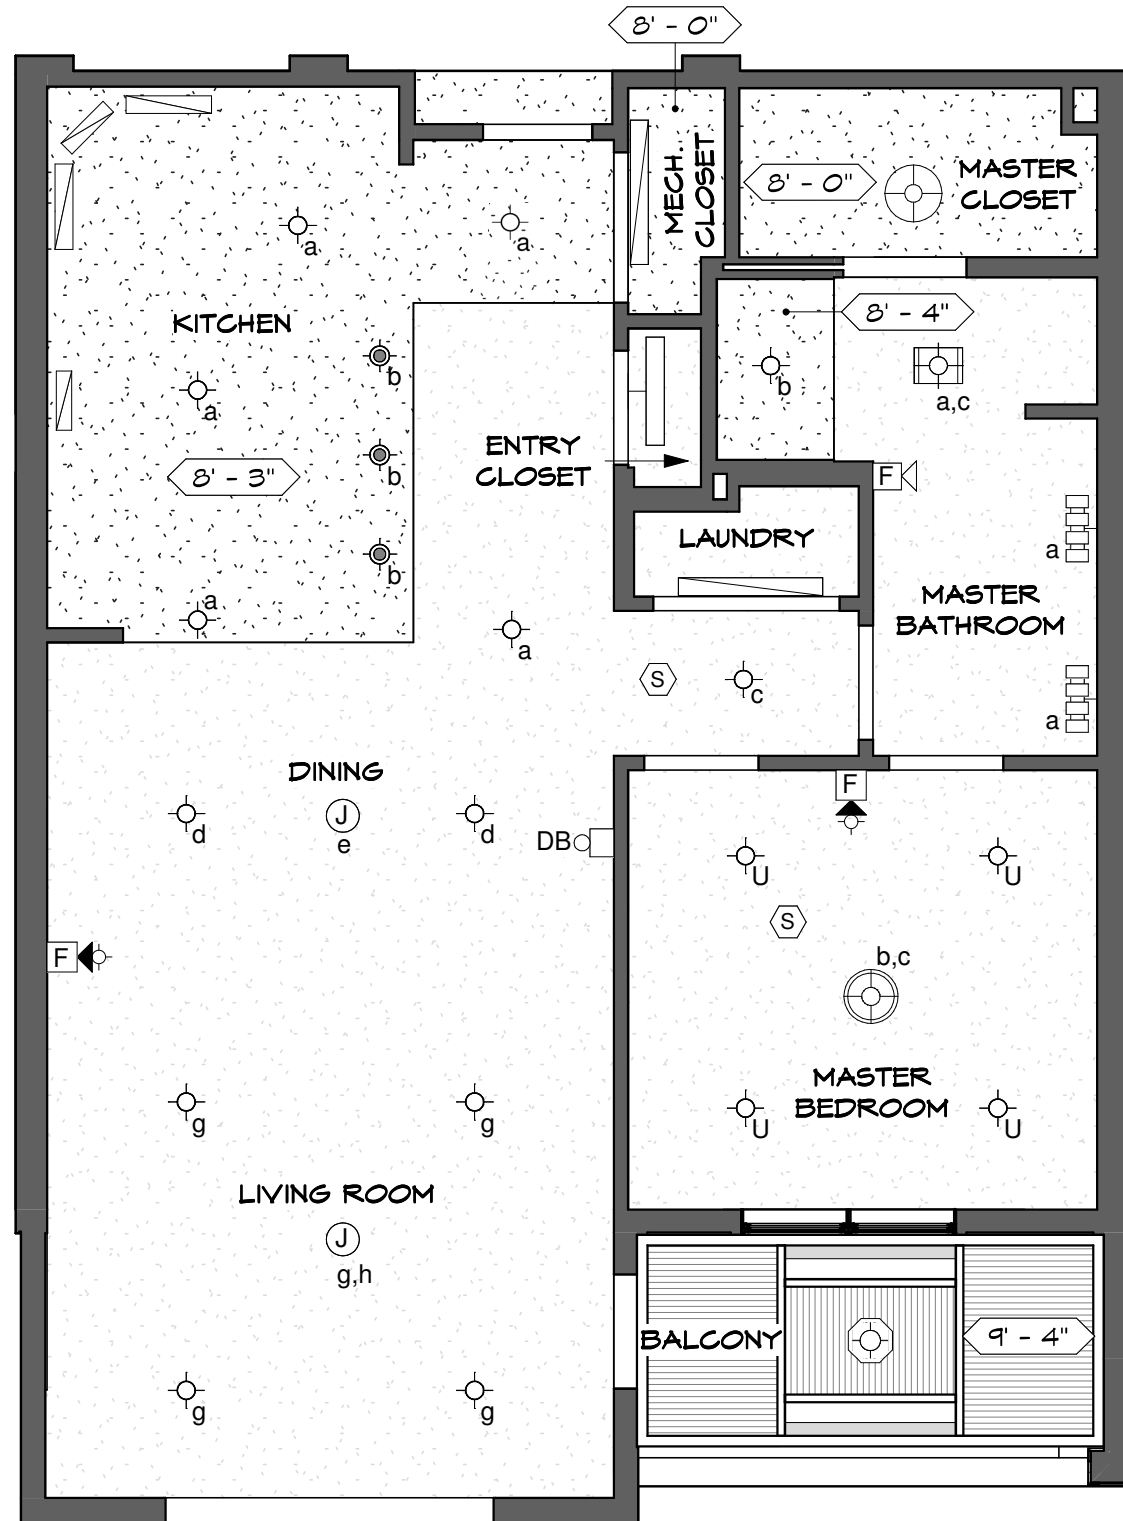 8' - 0"
MECH.
CLOSET
8' - 0"
MASTER
CLOSET
a
a
KITCHEN
8' - 4"
b
b
a
a,c
ENTRY
CLOSET
8' - 3"
b
F
LAUNDRY
a
b
a
MASTER
BATHROOM
a
S
c
a
DINING
F
d
J
e
d
DB
U
U
S
F
b,c
g
g
MASTER
BEDROOM
U
U
LIVING ROOM
J
g,h
BALCONY
9' - 4"
g
g